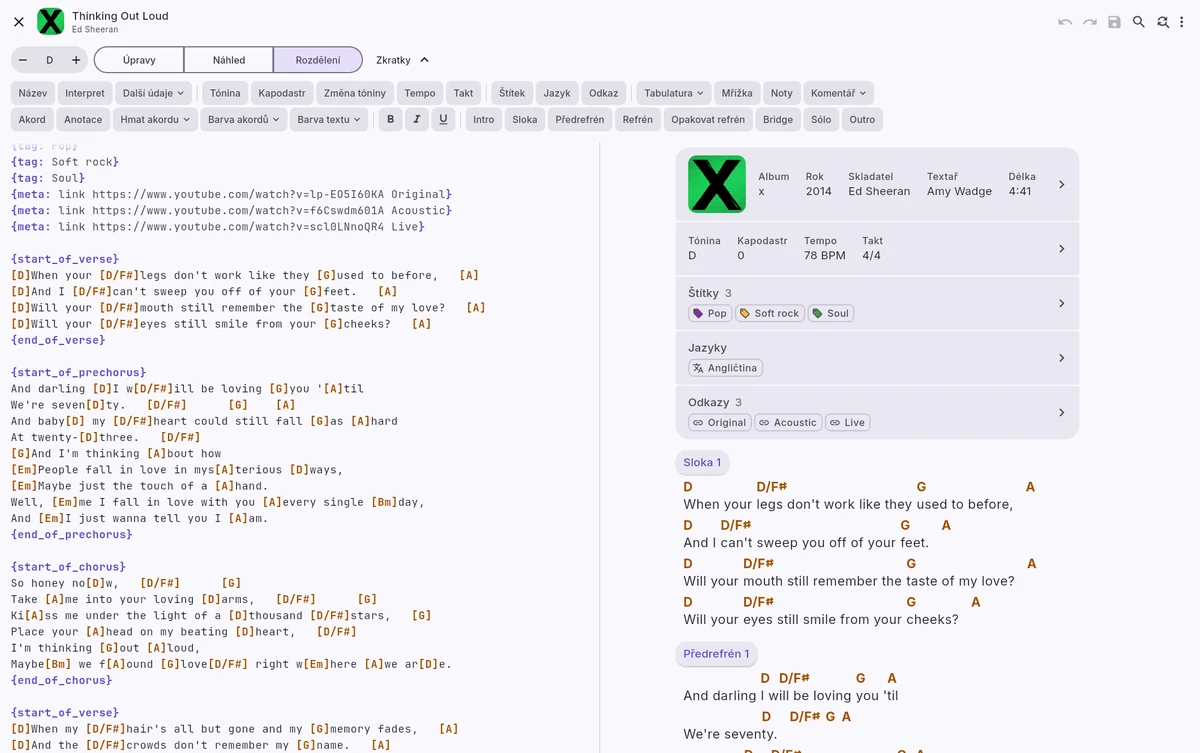 Thinking Out Loud
Ed Sheeran
D
Úpravy
Náhled
Rozdělení
Zkratky
Název
Interpret
Další údaje
Tónina
Kapodastr
Změna tóniny
Tempo
Takt
Štítek
Jazyk
Odkaz
Tabulatura
Mřížka
Noty
Komentář
Akord
Anotace
Hmat akordu
Barva akordů
Barva textu
B
I
U
Intro
Sloka
Předrefrén
Refrén
Opakovat refrén
Bridge
Sólo
Outro
{tag: Pop}
{tag: Soft rock}
{tag: Soul}
{meta: link https://www.youtube.com/watch?v=lp-EO5I60KA Original}
{meta: link https://www.youtube.com/watch?v=f6Cswdm601A Acoustic}
{meta: link https://www.youtube.com/watch?v=scl0LNnoQR4 Live}
{start_of_verse}
[D]When your [D/F#]legs don't work like they [G]used to before,   [A]
[D]And I [D/F#]can't sweep you off of your [G]feet.   [A]
[D]Will your [D/F#]mouth still remember the [G]taste of my love?   [A]
[D]Will your [D/F#]eyes still smile from your [G]cheeks?   [A]
{end_of_verse}
{start_of_prechorus}
And darling [D]I w[D/F#]ill be loving [G]you '[A]til
We're seven[D]ty.   [D/F#]      [G]    [A]
And baby[D] my [D/F#]heart could still fall [G]as [A]hard
At twenty-[D]three.   [D/F#]
[G]And I'm thinking [A]bout how
[Em]People fall in love in mys[A]terious [D]ways,
[Em]Maybe just the touch of a [A]hand.
Well, [Em]me I fall in love with you [A]every single [Bm]day,
And [Em]I just wanna tell you I [A]am.
{end_of_prechorus}
{start_of_chorus}
So honey no[D]w,   [D/F#]      [G]
Take [A]me into your loving [D]arms,   [D/F#]      [G]
Ki[A]ss me under the light of a [D]thousand [D/F#]stars,   [G]
Place your [A]head on my beating [D]heart,   [D/F#]
I'm thinking [G]out [A]loud,
Maybe[Bm] we f[A]ound [G]love[D/F#] right w[Em]here [A]we ar[D]e.
{end_of_chorus}
{start_of_verse}
[D]When my [D/F#]hair's all but gone and my [G]memory fades,   [A]
[D]And the [D/F#]crowds don't remember my [G]name.   [A]
Album
x
Rok
2014
Skladatel
Ed Sheeran
Textař
Amy Wadge
Délka
4:41
Tónina
D
Kapodastr
0
Tempo
78 BPM
Takt
4/4
Štítky 3
Pop
Soft rock
Soul
Jazyky
Angličtina
Odkazy 3
Original
Acoustic
Live
Sloka 1
D D/F# G A
When your legs don't work like they used to before,
D D/F# G A
And I can't sweep you off of your feet.
D D/F# G A
Will your mouth still remember the taste of my love?
D D/F# G A
Will your eyes still smile from your cheeks?
Předrefrén 1
D D/F# G A
And darling I will be loving you 'til
D D/F# G A
We're seventy.